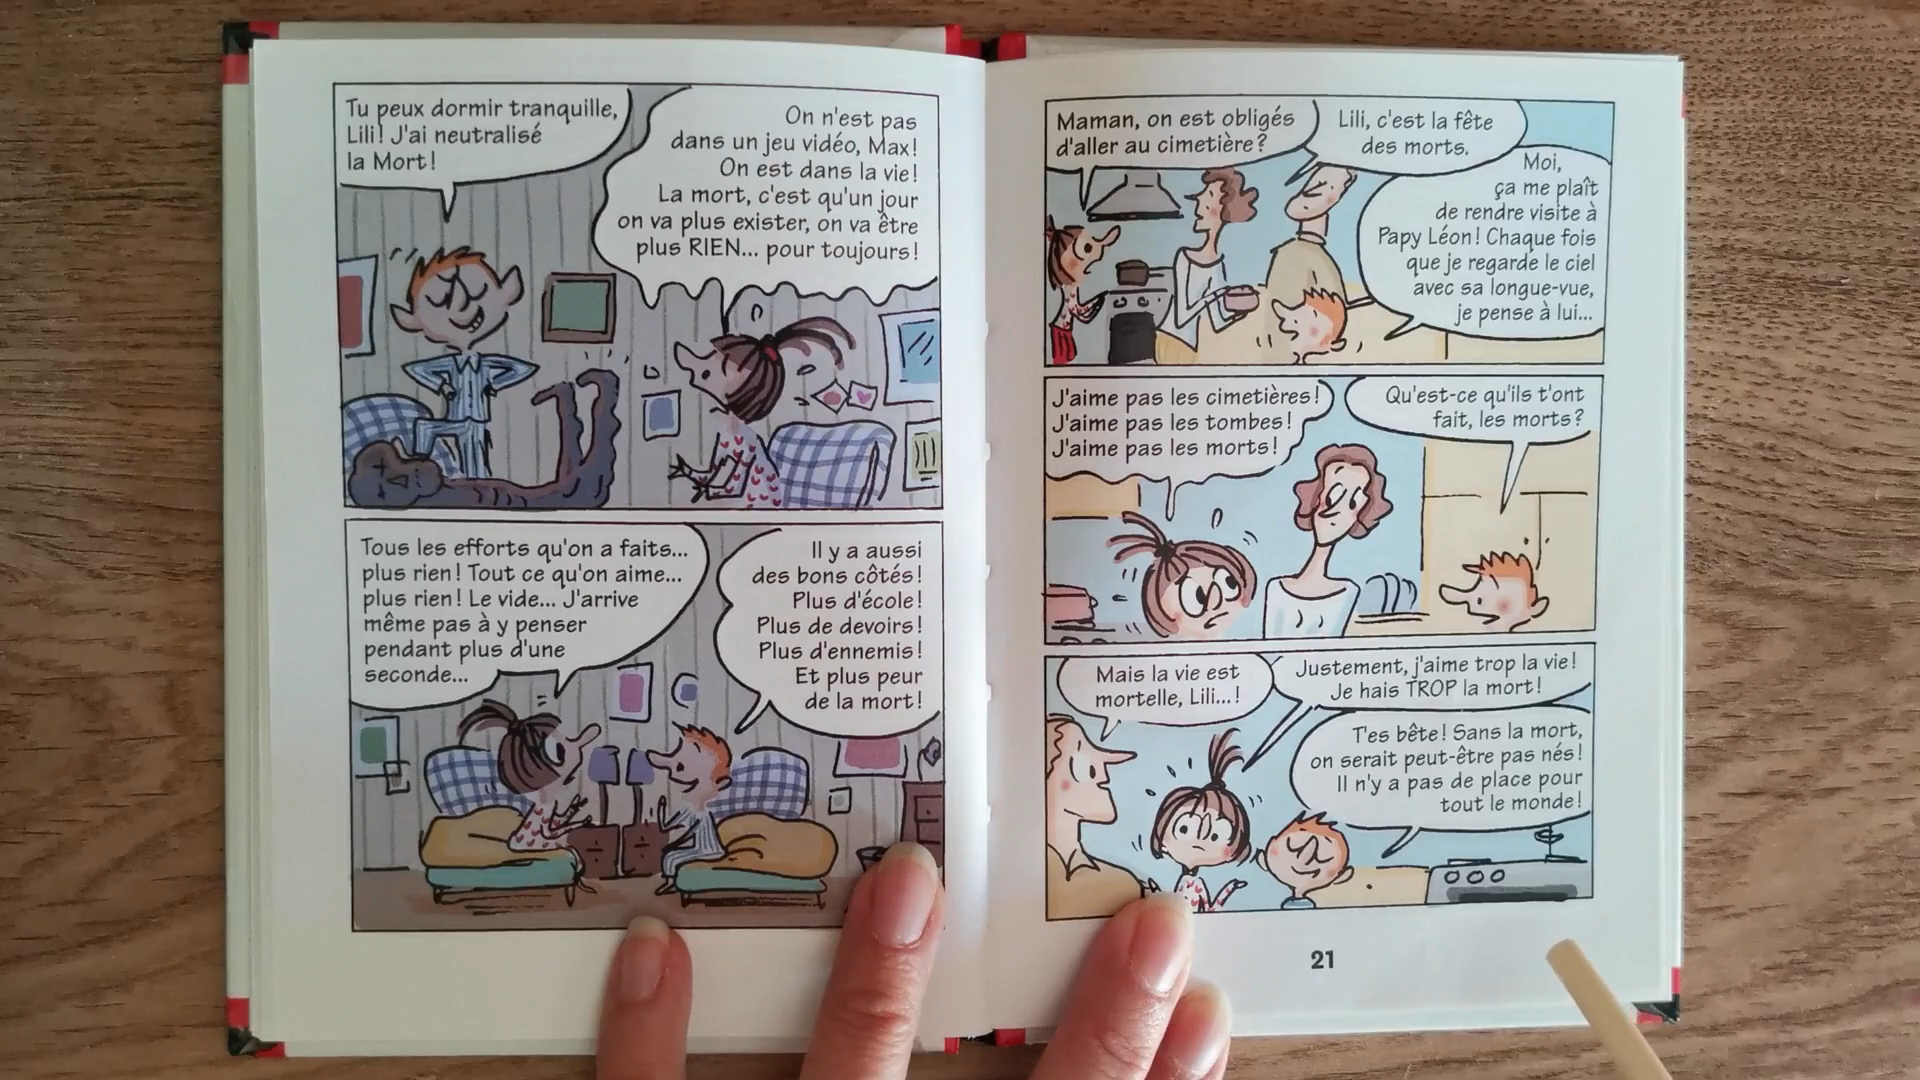 Tu peux dormir tranquille,
Lili! J'ai neutralisé
la Mort!
On n'est pas
dans un jeu vidéo, Max!
On est dans la vie!
La mort, c'est qu'un jour
on va plus exister, on va être
plus RIEN... pour toujours!
Tous les efforts qu'on a faits...
plus rien! Tout ce qu'on aime...
plus rien! Le vide... J'arrive
même pas à y penser
pendant plus d'une
seconde...
Il y a aussi
des bons côtés!
Plus d'école!
Plus de devoirs!
Plus d'ennemis!
Et plus peur
de la mort!
Maman, on est obligés
d'aller au cimetière?
Lili, c'est la fête
des morts.
Moi,
ça me plaît
de rendre visite à
Papy Léon! Chaque fois
que je regarde le ciel
avec sa longue-vue,
je pense à lui...
J'aime pas les cimetières!
J'aime pas les tombes!
J'aime pas les morts!
Qu'est-ce qu'ils t'ont
fait, les morts?
Mais la vie est
mortelle, Lili...!
Justement, j'aime trop la vie!
Je hais TROP la mort!
T'es bête! Sans la mort,
on serait peut-être pas nés!
Il n'y a pas de place pour
tout le monde!
21